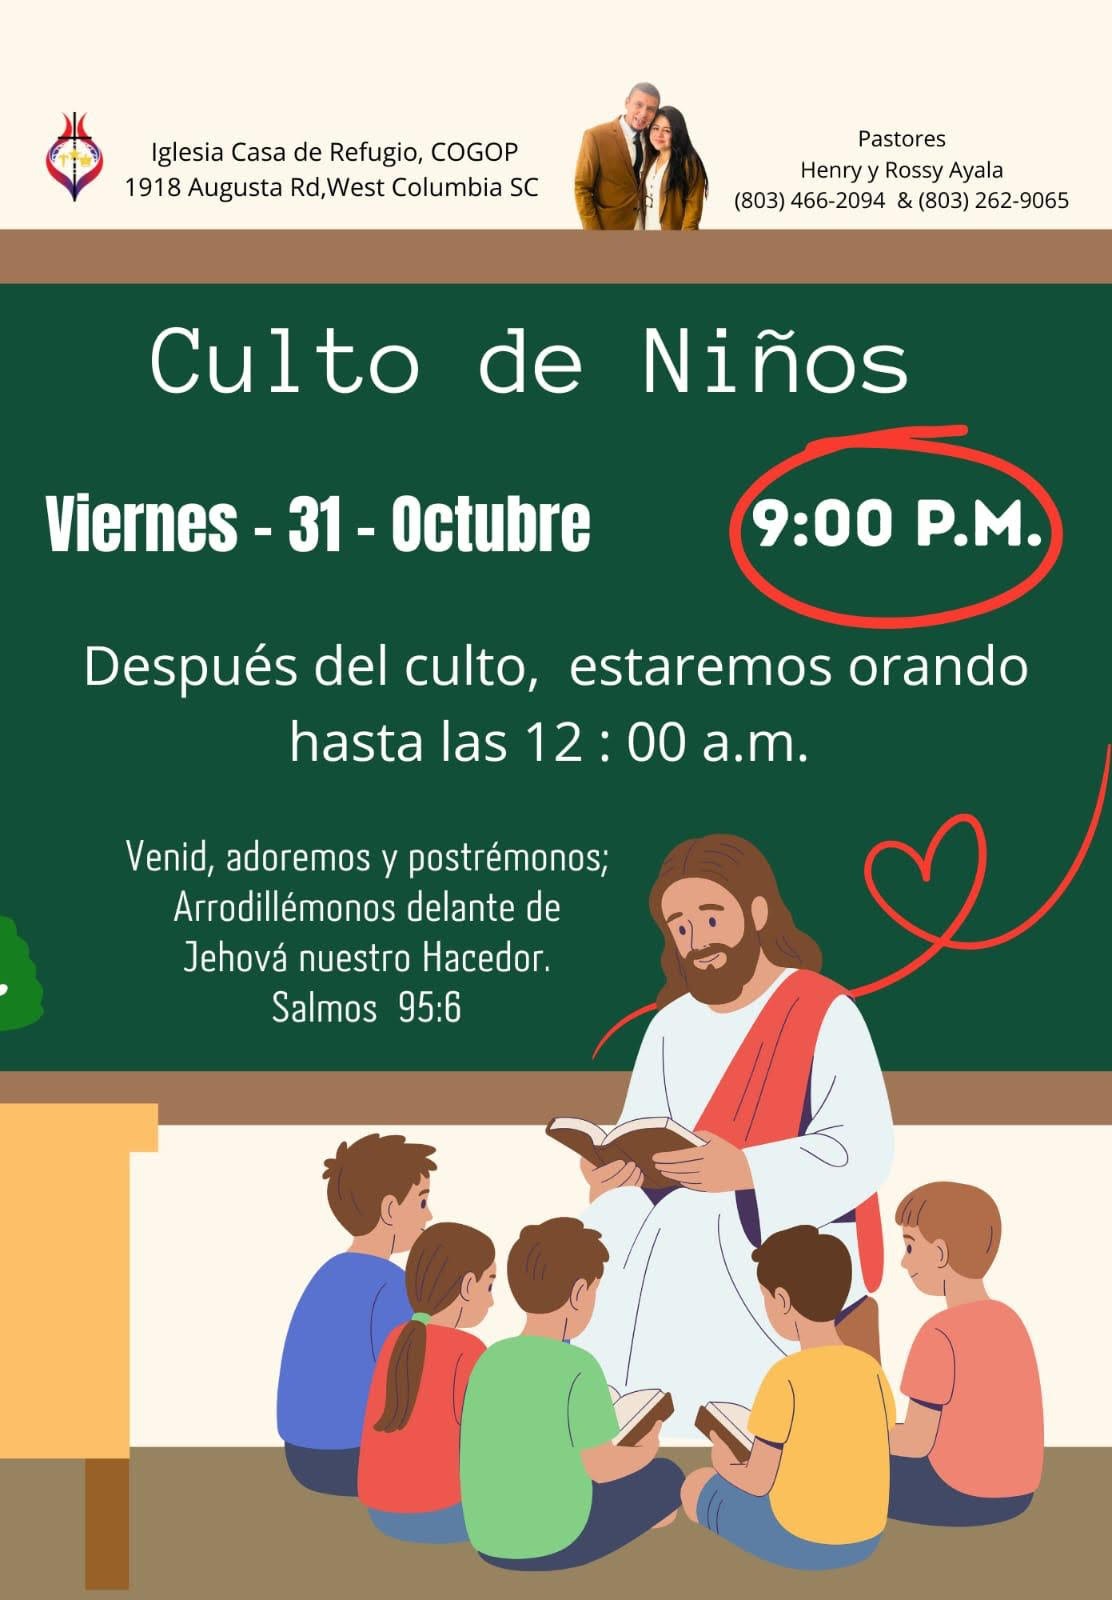 Iglesia Casa de Refugio, COGOP
1918 Augusta Rd,West Columbia SC
Pastores
Henry y Rossy Ayala
(803) 466-2094 & (803) 262-9065
Culto de Niños
Viernes - 31 - Octubre
9:00 P.M.
Después del culto, estaremos orando
hasta las 12 : 00 a.m.
Venid, adoremos y postrémonos;
Arrodillémonos delante de
Jehová nuestro Hacedor.
Salmos 95:6